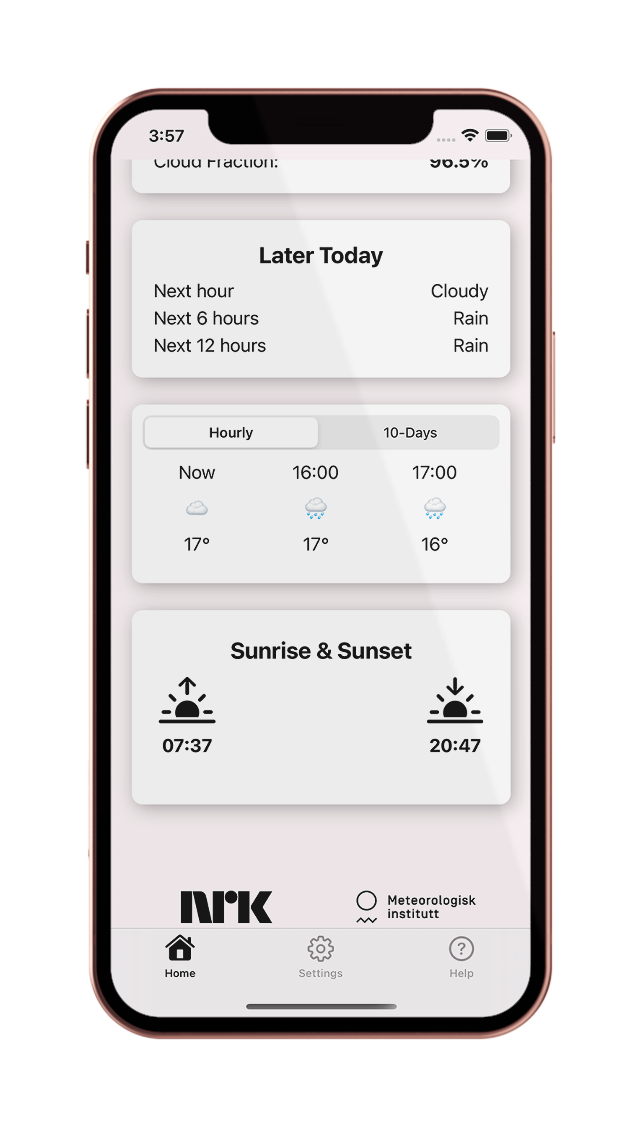 3:57
Cloud Fraction: 96.5%
Later Today
Next hour Cloudy
Next 6 hours Rain
Next 12 hours Rain
Hourly 10-Days
Now 16:00 17:00
17° 17° 16°
Sunrise & Sunset
07:37 20:47
NRK Meteorologisk
institutt
Home Settings Help